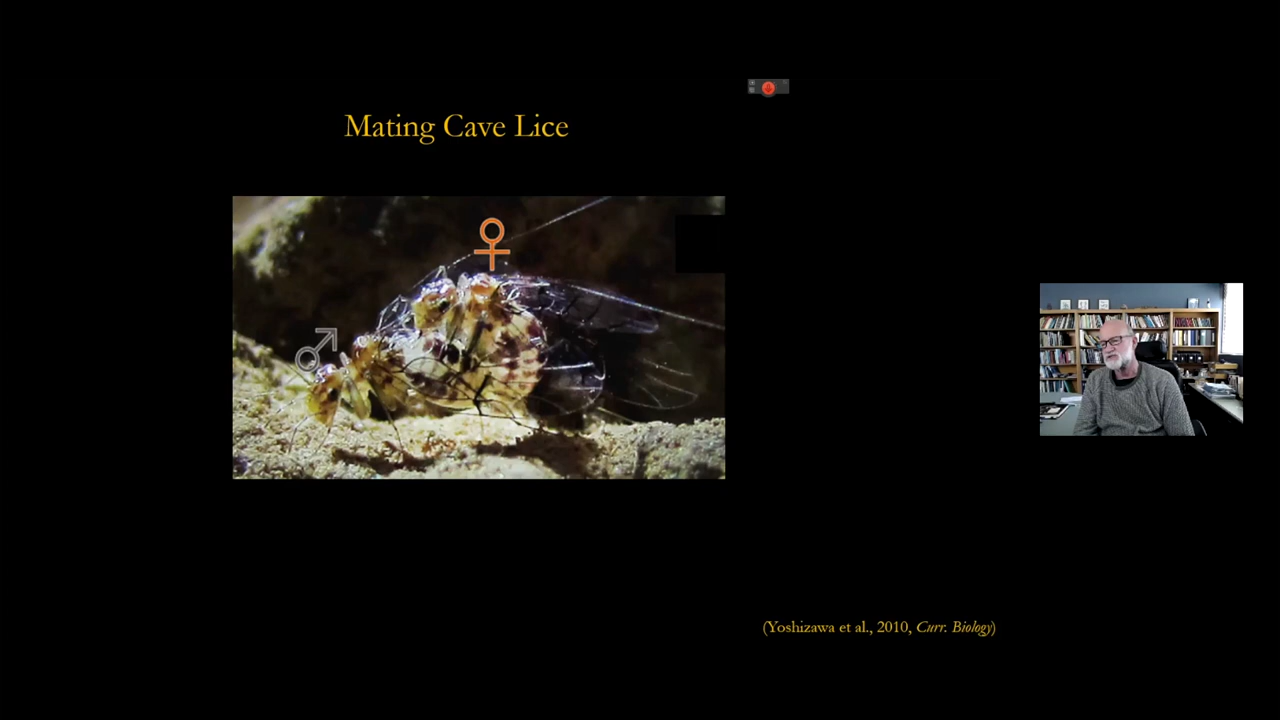 Mating Cave Lice
♀
♂
(Yoshizawa et al., 2010, Curr. Biology)